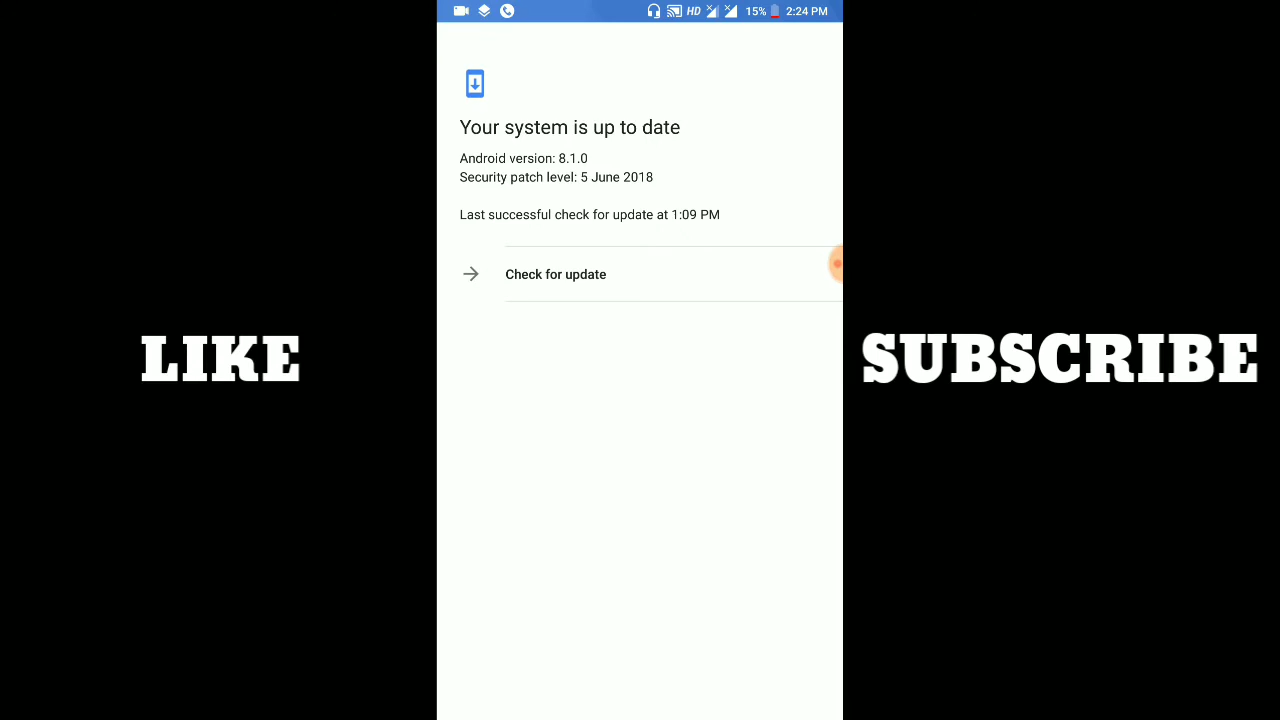 HD 15% 2:24 PM
Your system is up to date
Android version: 8.1.0
Security patch level: 5 June 2018
Last successful check for update at 1:09 PM
Check for update
LIKE
SUBSCRIBE